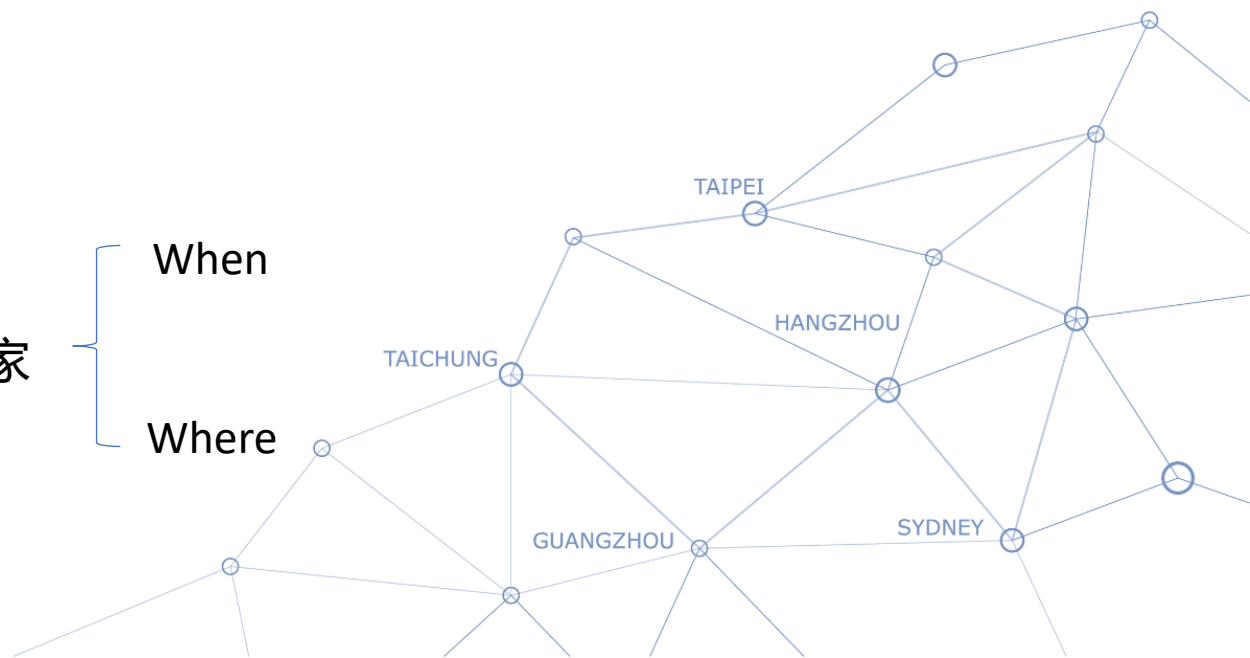 TAIPEI
When
HANGZHOU
家
TAICHUNG
Where
SYDNEY
GUANGZHOU